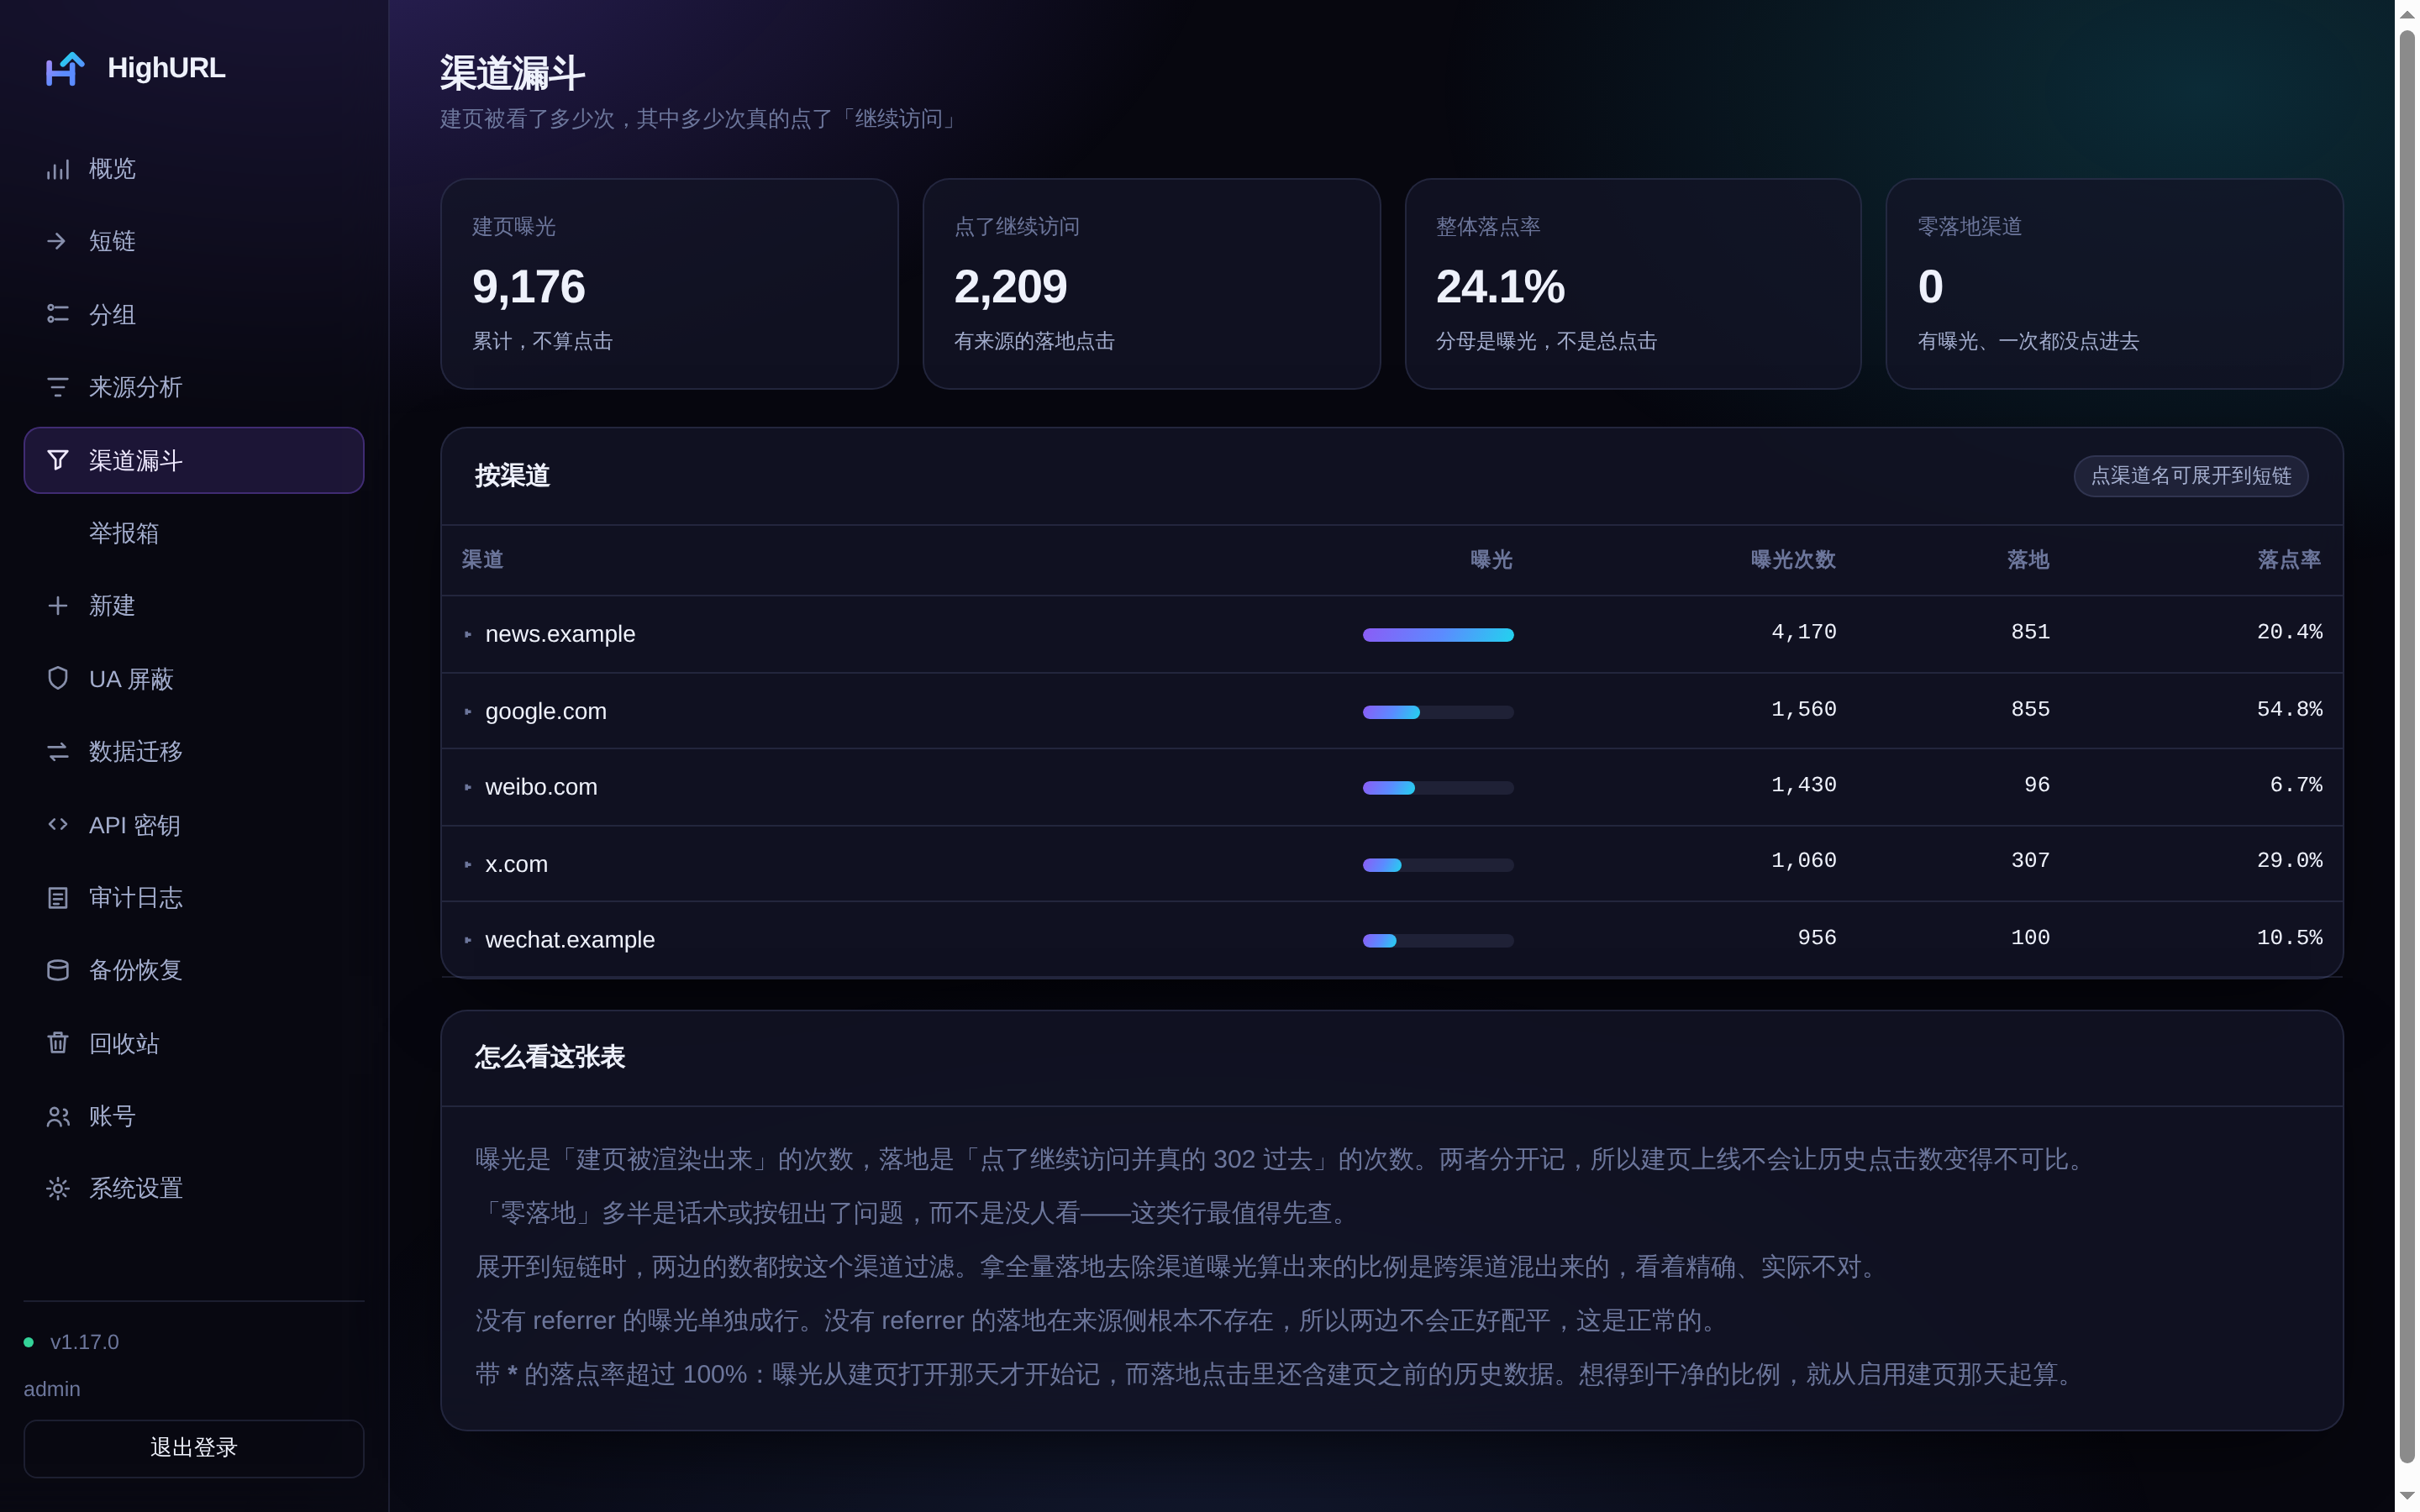 HighURL
概览
短链
分组
来源分析
渠道漏斗
举报箱
新建
UA 屏蔽
数据迁移
API 密钥
审计日志
备份恢复
回收站
账号
系统设置
v1.17.0
admin
退出登录
渠道漏斗
建页被看了多少次，其中多少次真的点了「继续访问」
建页曝光
9,176
累计，不算点击
点了继续访问
2,209
有来源的落地点击
整体落点率
24.1%
分母是曝光，不是总点击
零落地渠道
0
有曝光、一次都没点进去
按渠道 点渠道名可展开到短链
渠道 曝光 曝光次数 落地 落点率
news.example 4,170 851 20.4%
google.com 1,560 855 54.8%
weibo.com 1,430 96 6.7%
x.com 1,060 307 29.0%
wechat.example 956 100 10.5%
怎么看这张表
曝光是「建页被渲染出来」的次数，落地是「点了继续访问并真的 302 过去」的次数。两者分开记，所以建页上线不会让历史点击数变得不可比。
「零落地」多半是话术或按钮出了问题，而不是没人看——这类行最值得先查。
展开到短链时，两边的数都按这个渠道过滤。拿全量落地去除渠道曝光算出来的比例是跨渠道混出来的，看着精确、实际不对。
没有 referrer 的曝光单独成行。没有 referrer 的落地在来源侧根本不存在，所以两边不会正好配平，这是正常的。
带 * 的落点率超过 100%：曝光从建页打开那天才开始记，而落地点击里还含建页之前的历史数据。想得到干净的比例，就从启用建页那天起算。